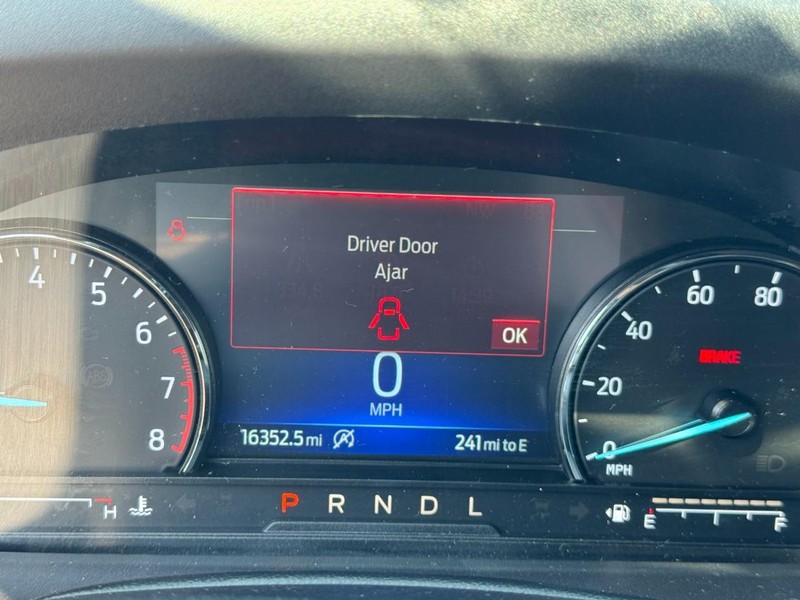 Driver Door
Ajar
OK
0
MPH
16352.5 mi
241 mi to E
4
5
6
7
8
0
20
40
60
80
BRAKE
MPH
H
P R N D L
E
F